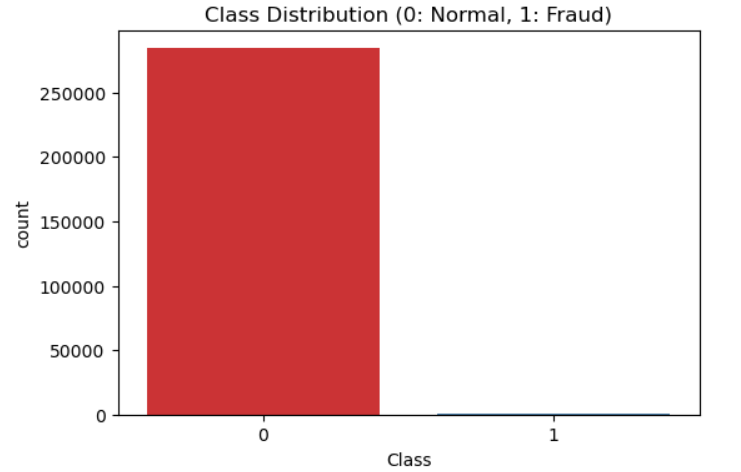 Class Distribution (0: Normal, 1: Fraud)
250000
200000
150000
100000
50000
0
count
0 1
Class